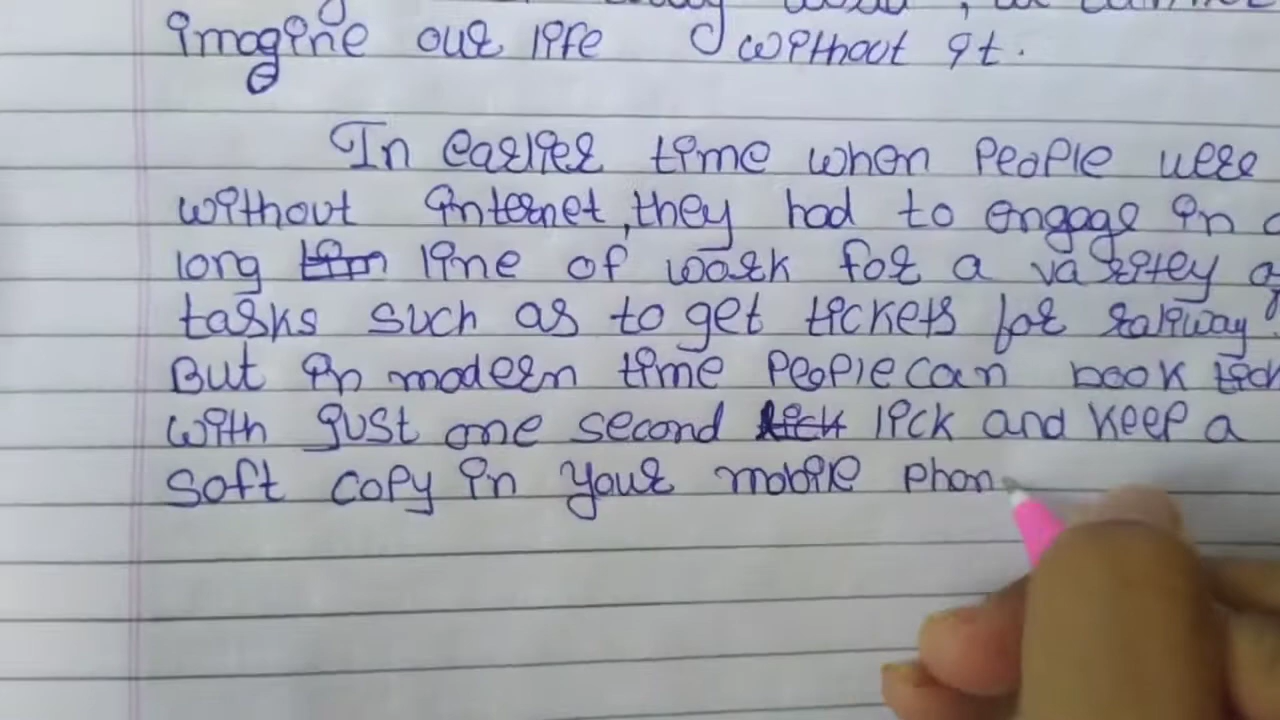 imagine our life without it.
In earlier time when people were
without internet, they had to engage in a
long line of work for a varitey of
tasks such as to get tickets for railway.
But in modern time people can book
with just one second lick and keep a
soft copy in your mobile phon